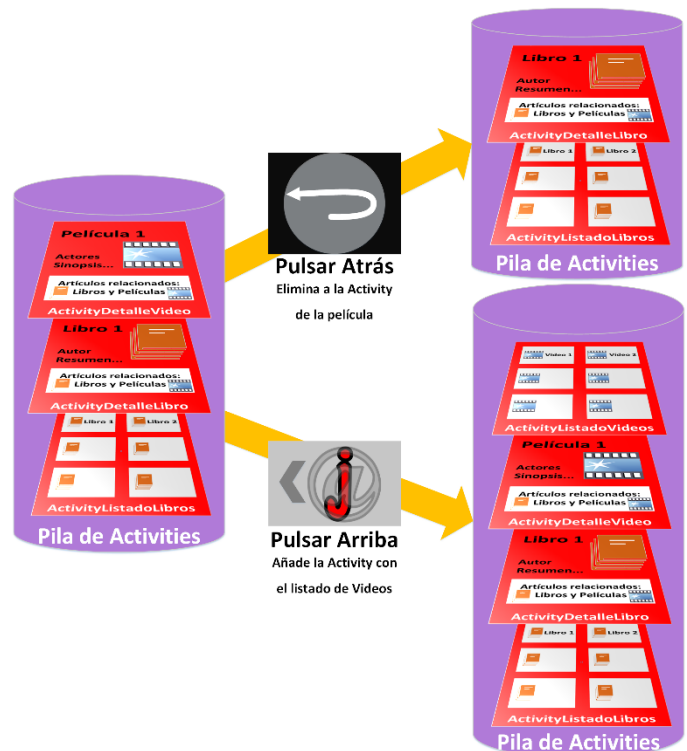 Película 1
Actores
Sinopsis...
Artículos relacionados:
Libros y Películas
ActivityDetalleVideo
Libro 1
Autor
Resumen...
Artículos relacionados:
Libros y Películas
ActivityDetalleLibro
Libro 1
Libro 2
ActivityListadoLibros
Pila de Activities
Pulsar Atrás
Elimina a la Activity
de la película
Libro 1
Autor
Resumen...
Artículos relacionados:
Libros y Películas
ActivityDetalleLibro
Libro 1
Libro 2
ActivityListadoLibros
Pila de Activities
j@
Pulsar Arriba
Añade la Activity con
el listado de Videos
Video 1
Video 2
ActivityListadoVideos
Película 1
Actores
Sinopsis...
Artículos relacionados:
Libros y Películas
ActivityDetalleVideo
Libro 1
Autor
Resumen...
Artículos relacionados:
Libros y Películas
ActivityDetalleLibro
Libro 1
Libro 2
ActivityListadoLibros
Pila de Activities